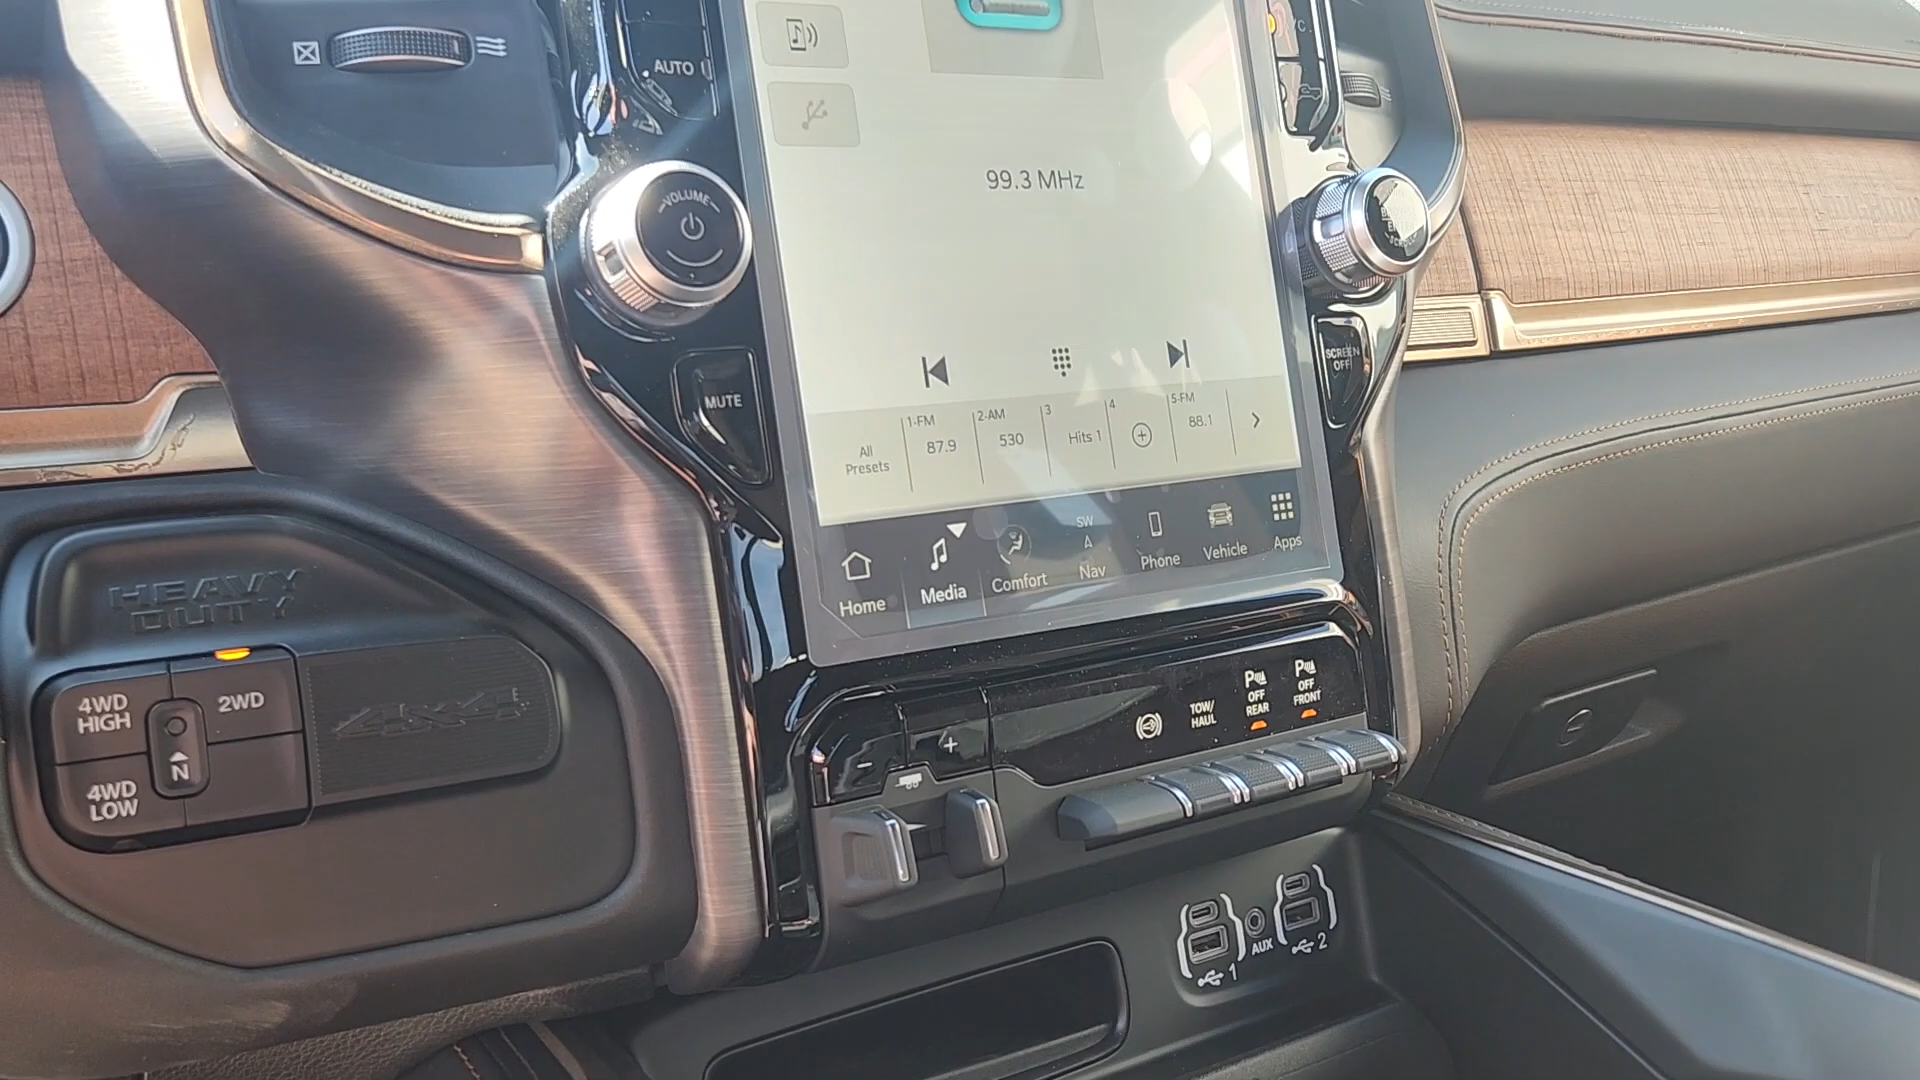 AUTO
VOLUME
99.3 MHz
SCROLL
SCREEN
OFF
MUTE
All
Presets
1-FM
87.9
2-AM
530
3
Hits 1
4
5-FM
88.1
Home
Media
Comfort
SW
Nav
Phone
Vehicle
Apps
HEAVY
DUTY
4WD
HIGH
2WD
4WD
LOW
N
4X4
- +
TOW/
HAUL
P
OFF
REAR
P
OFF
FRONT
1
AUX
2